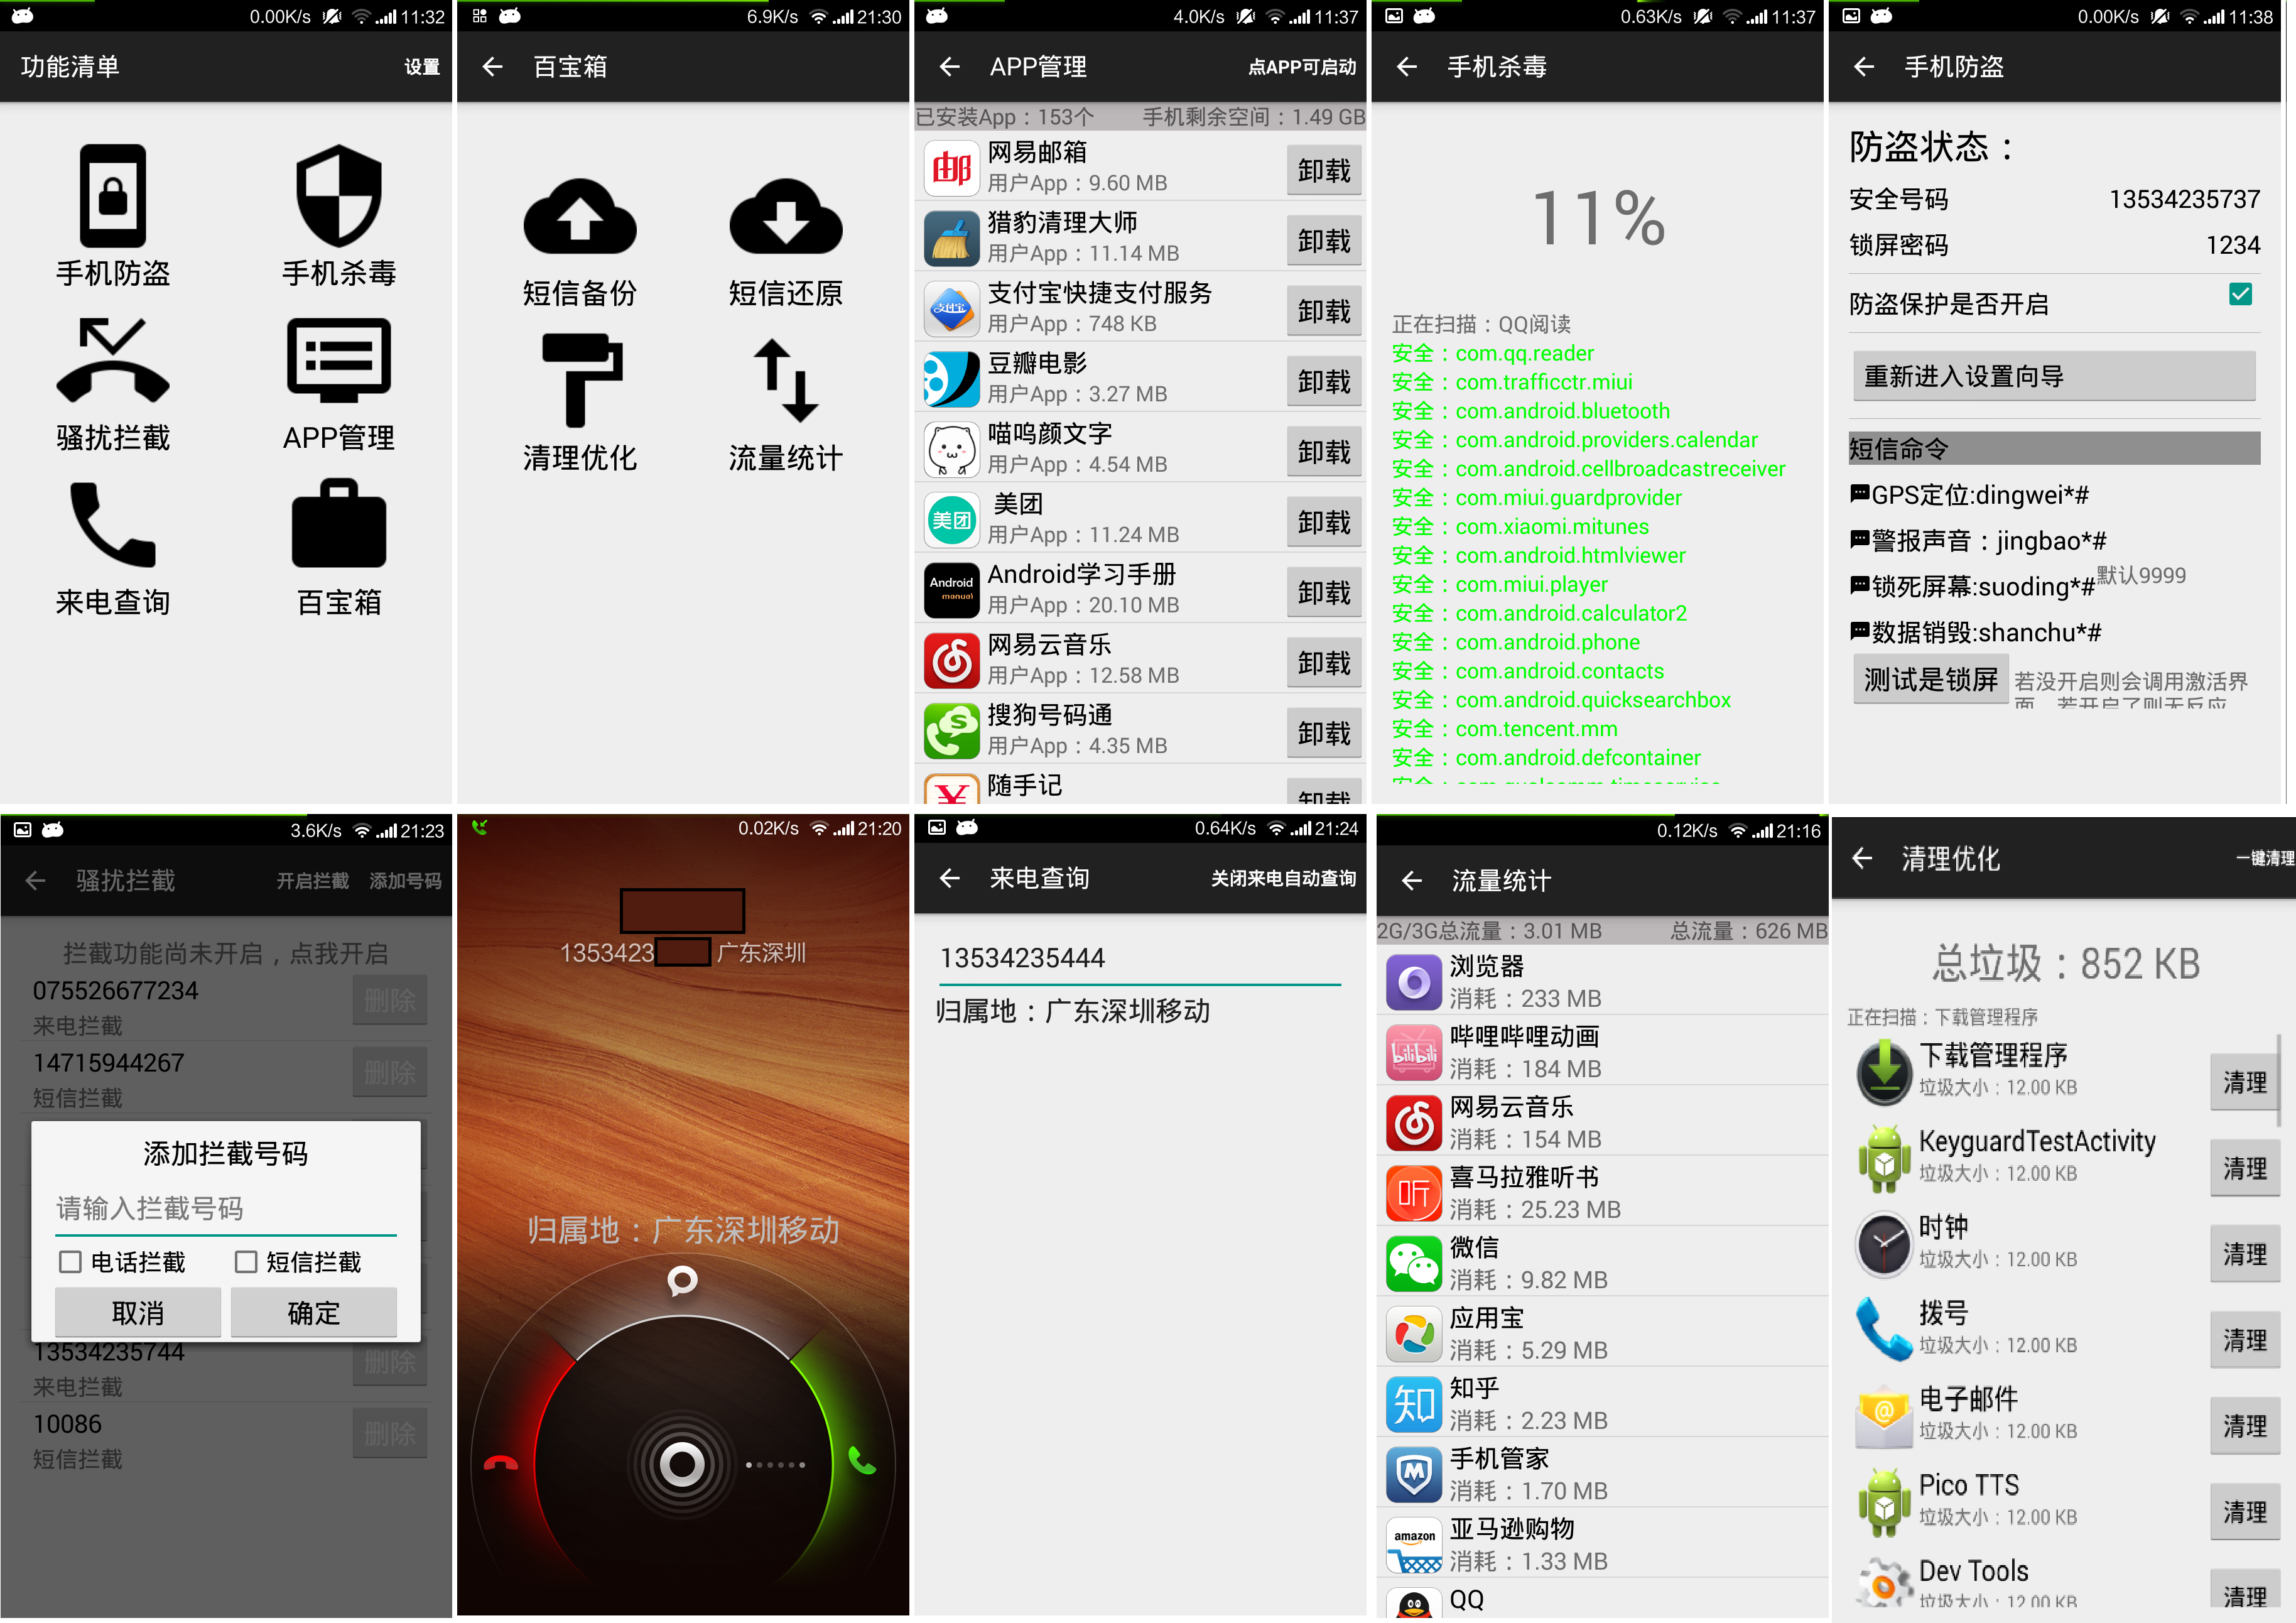 0.00K/s 11:32
功能清单 设置
手机防盗 手机杀毒
骚扰拦截 APP管理
来电查询 百宝箱
6.9K/s 21:30
百宝箱
短信备份 短信还原
清理优化 流量统计
4.0K/s 11:37
APP管理 点APP可启动
已安装App：153个 手机剩余空间：1.49 GB
邮 网易邮箱
用户App：9.60 MB 卸载
猎豹清理大师
用户App：11.14 MB 卸载
支付宝 支付宝快捷支付服务
用户App：748 KB 卸载
豆瓣电影
用户App：3.27 MB 卸载
喵呜颜文字
用户App：4.54 MB 卸载
美团 美团
用户App：11.24 MB 卸载
Android manual Android学习手册
用户App：20.10 MB 卸载
网易云音乐
用户App：12.58 MB 卸载
S 搜狗号码通
用户App：4.35 MB 卸载
随手记
卸载
0.63K/s 11:37
手机杀毒
11%
正在扫描：QQ阅读
安全：com.qq.reader
安全：com.trafficctr.miui
安全：com.android.bluetooth
安全：com.android.providers.calendar
安全：com.android.cellbroadcastreceiver
安全：com.miui.guardprovider
安全：com.xiaomi.mitunes
安全：com.android.htmlviewer
安全：com.miui.player
安全：com.android.calculator2
安全：com.android.phone
安全：com.android.contacts
安全：com.android.quicksearchbox
安全：com.tencent.mm
安全：com.android.defcontainer
安全：com.qualcomm.timeservice
0.00K/s 11:38
手机防盗
防盗状态：
安全号码 13534235737
锁屏密码 1234
防盗保护是否开启
重新进入设置向导
短信命令
GPS定位:dingwei*#
警报声音：jingbao*#
锁死屏幕:suoding*#默认9999
数据销毁:shanchu*#
测试是锁屏 若没开启则会调用激活界
面，若开启了则无反应
3.6K/s 21:23
骚扰拦截 开启拦截 添加号码
拦截功能尚未开启，点我开启
075526677234
来电拦截 删除
14715944267
短信拦截 删除
添加拦截号码
请输入拦截号码
电话拦截 短信拦截
取消 确定
13534235744
来电拦截 删除
10086
短信拦截 删除
0.02K/s 21:20
1353423 广东深圳
归属地：广东深圳移动
0.64K/s 21:24
来电查询 关闭来电自动查询
13534235444
归属地：广东深圳移动
0.12K/s 21:16
流量统计
2G/3G总流量：3.01 MB 总流量：626 MB
浏览器
消耗：233 MB
bilibili 哔哩哔哩动画
消耗：184 MB
网易云音乐
消耗：154 MB
听 喜马拉雅听书
消耗：25.23 MB
微信
消耗：9.82 MB
应用宝
消耗：5.29 MB
知 知乎
消耗：2.23 MB
M 手机管家
消耗：1.70 MB
amazon 亚马逊购物
消耗：1.33 MB
QQ
清理优化 一键清理
总垃圾：852 KB
正在扫描：下载管理程序
下载管理程序
垃圾大小：12.00 KB 清理
KeyguardTestActivity
垃圾大小：12.00 KB 清理
时钟
垃圾大小：12.00 KB 清理
拨号
垃圾大小：12.00 KB 清理
@ 电子邮件
垃圾大小：12.00 KB 清理
Pico TTS
垃圾大小：12.00 KB 清理
Dev Tools
垃圾大小：12.00 KB 清理